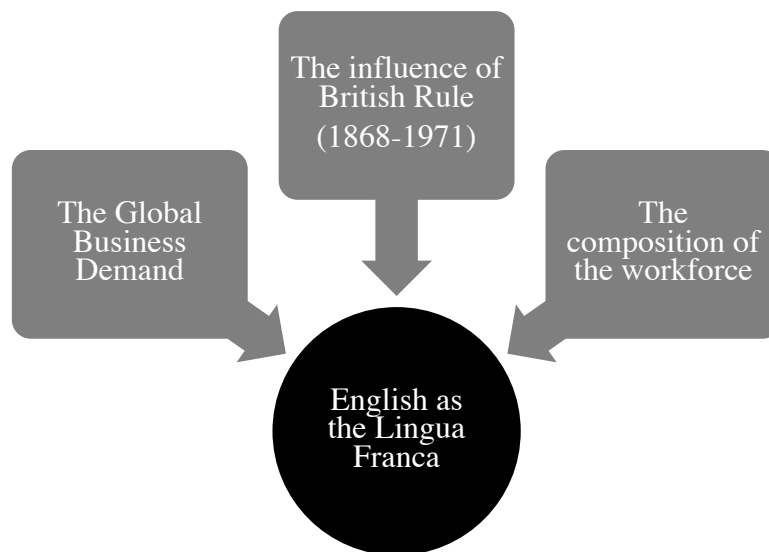 The influence of
British Rule
(1868-1971)
The Global
Business
Demand
The
composition of
the workforce
English as
the Lingua
Franca